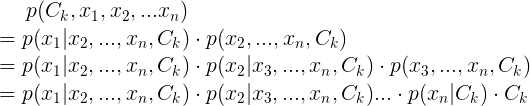 p(C_k, x_1, x_2, ...x_n)
= p(x_1|x_2, ..., x_n, C_k) · p(x_2, ..., x_n, C_k)
= p(x_1|x_2, ..., x_n, C_k) · p(x_2|x_3, ..., x_n, C_k) · p(x_3, ..., x_n, C_k)
= p(x_1|x_2, ..., x_n, C_k) · p(x_2|x_3, ..., x_n, C_k)... · p(x_n|C_k) · C_k